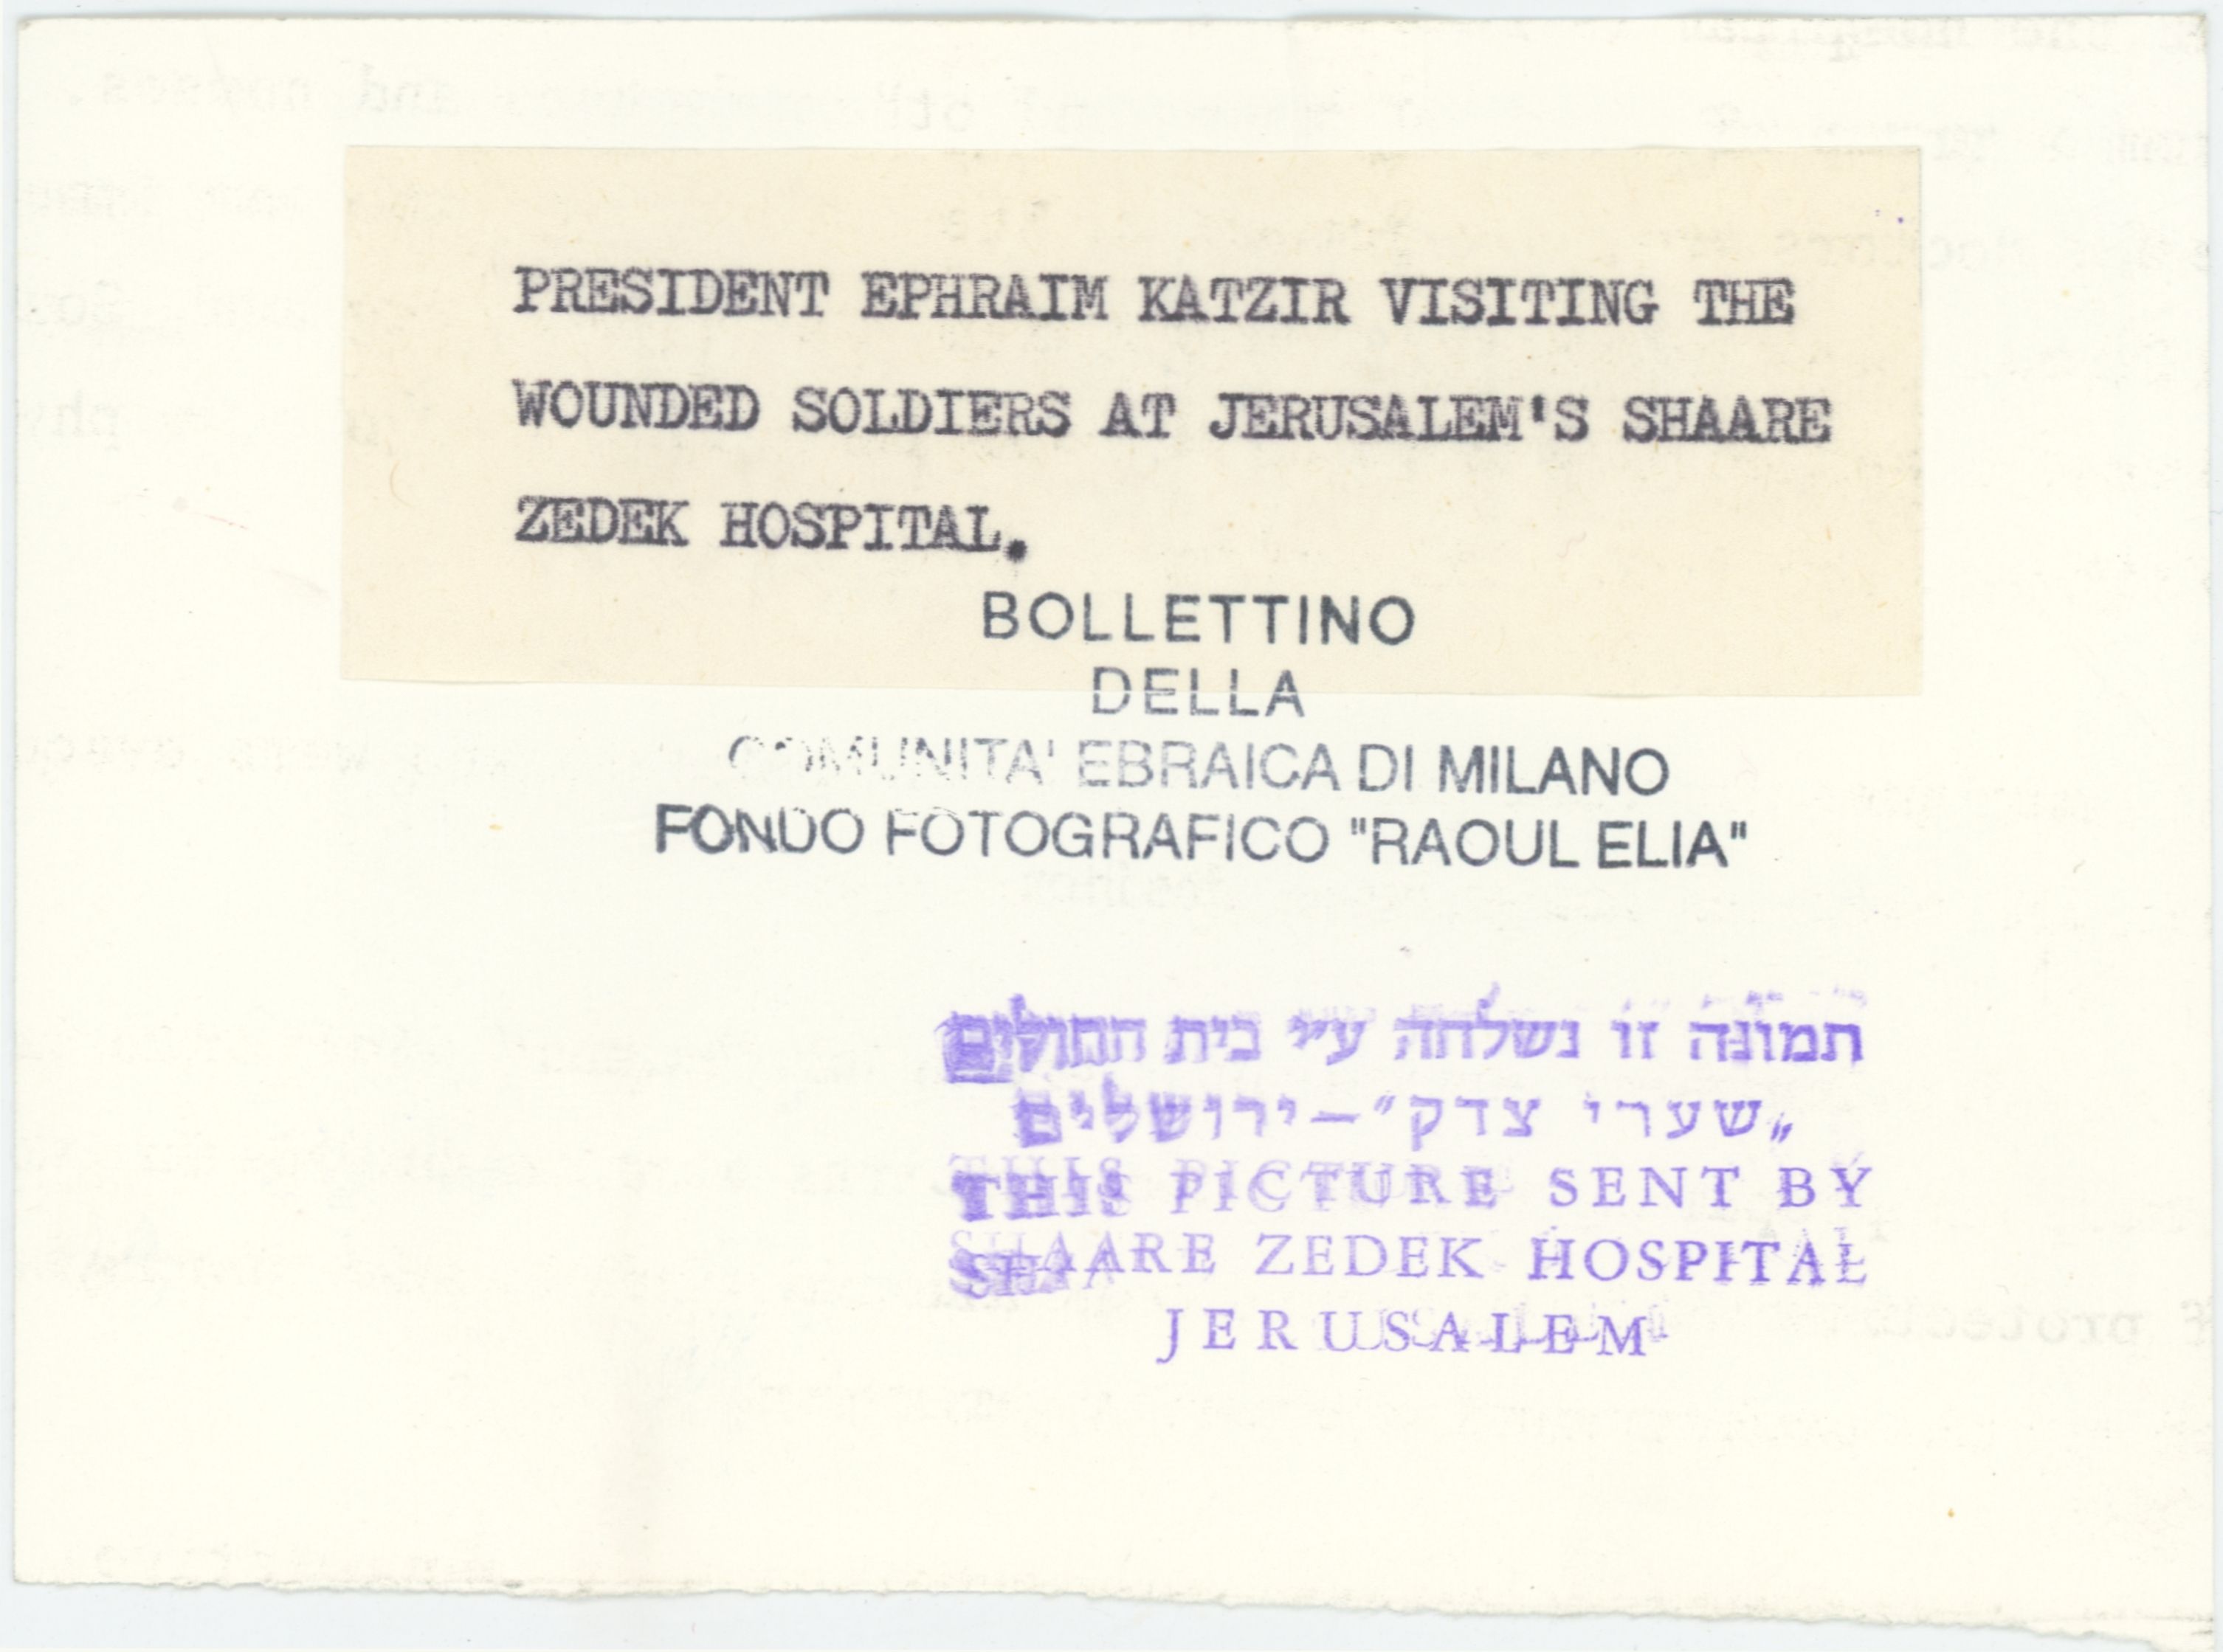 PRESIDENT EPHRAIM KATZIR VISITING THE
WOUNDED SOLDIERS AT JERUSALEM'S SHAARE
ZEDEK HOSPITAL.
BOLLETTINO
DELLA
COMUNITA' EBRAICA DI MILANO
FONDO FOTOGRAFICO "RAOUL ELIA"
תמונה זו נשלחה ע״י בית החולים
„שערי צדק״ — ירושלים
THIS PICTURE SENT BY
SHAARE ZEDEK HOSPITAL
JERUSALEM